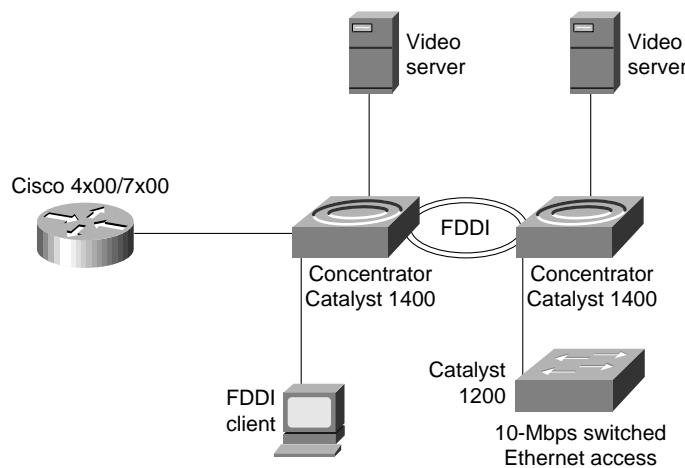 Video
server
Video
server
Cisco 4x00/7x00
FDDI
Concentrator
Catalyst 1400
Concentrator
Catalyst 1400
FDDI
client
Catalyst
1200
10-Mbps switched
Ethernet access